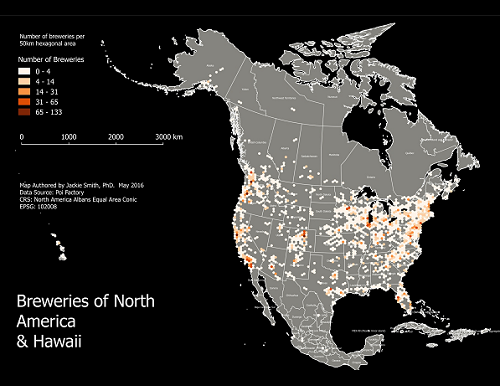 Number of breweries per
50km hexagonal area
Number of Breweries
0 - 4
4 - 14
14 - 31
31 - 65
65 - 133
0 1000 2000 3000 km
Map Authored by Jackie Smith, PhD. May 2016
Data Source: Poi Factory
CRS: North America Albans Equal Area Conic
EPSG: 102008
Breweries of North
America
& Hawaii